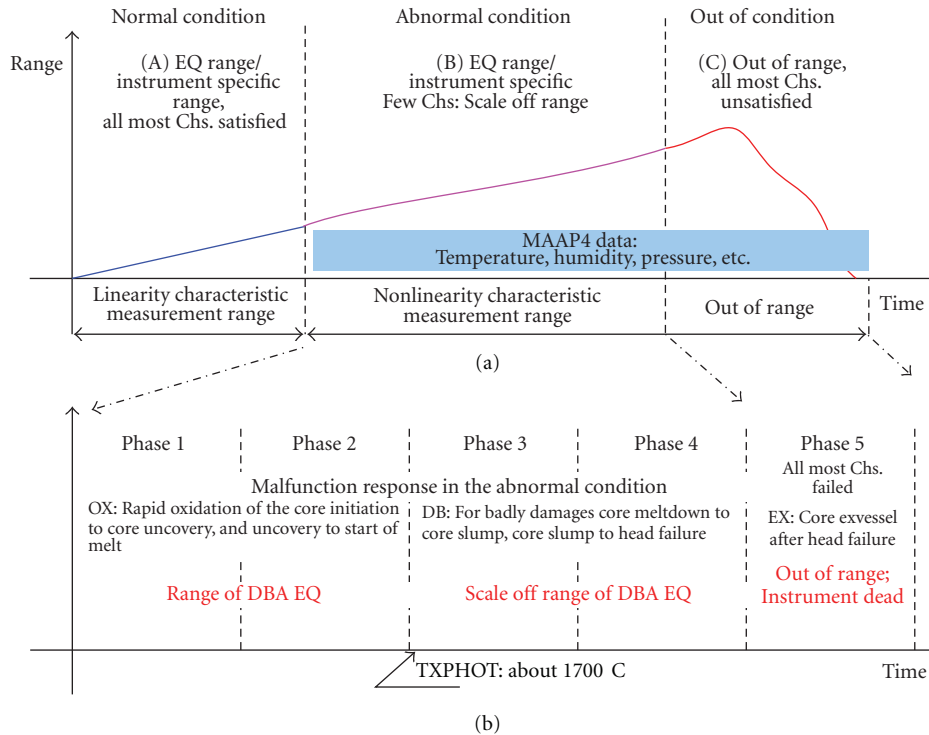 Normal condition
Abnormal condition
Out of condition
Range
(A) EQ range/
instrument specific
range,
all most Chs. satisfied
(B) EQ range/
instrument specific
Few Chs: Scale off range
(C) Out of range,
all most Chs.
unsatisfied
MAAP4 data:
Temperature, humidity, pressure, etc.
Linearity characteristic
measurement range
Nonlinearity characteristic
measurement range
Out of range
Time
(a)
Phase 1
Phase 2
Phase 3
Phase 4
Phase 5
All most Chs.
failed
Malfunction response in the abnormal condition
OX: Rapid oxidation of the core initiation
to core uncovery, and uncovery to start of
melt
DB: For badly damages core meltdown to
core slump, core slump to head failure
EX: Core exvessel
after head failure
Range of DBA EQ
Scale off range of DBA EQ
Out of range;
Instrument dead
TXPHOT: about 1700 C
Time
(b)